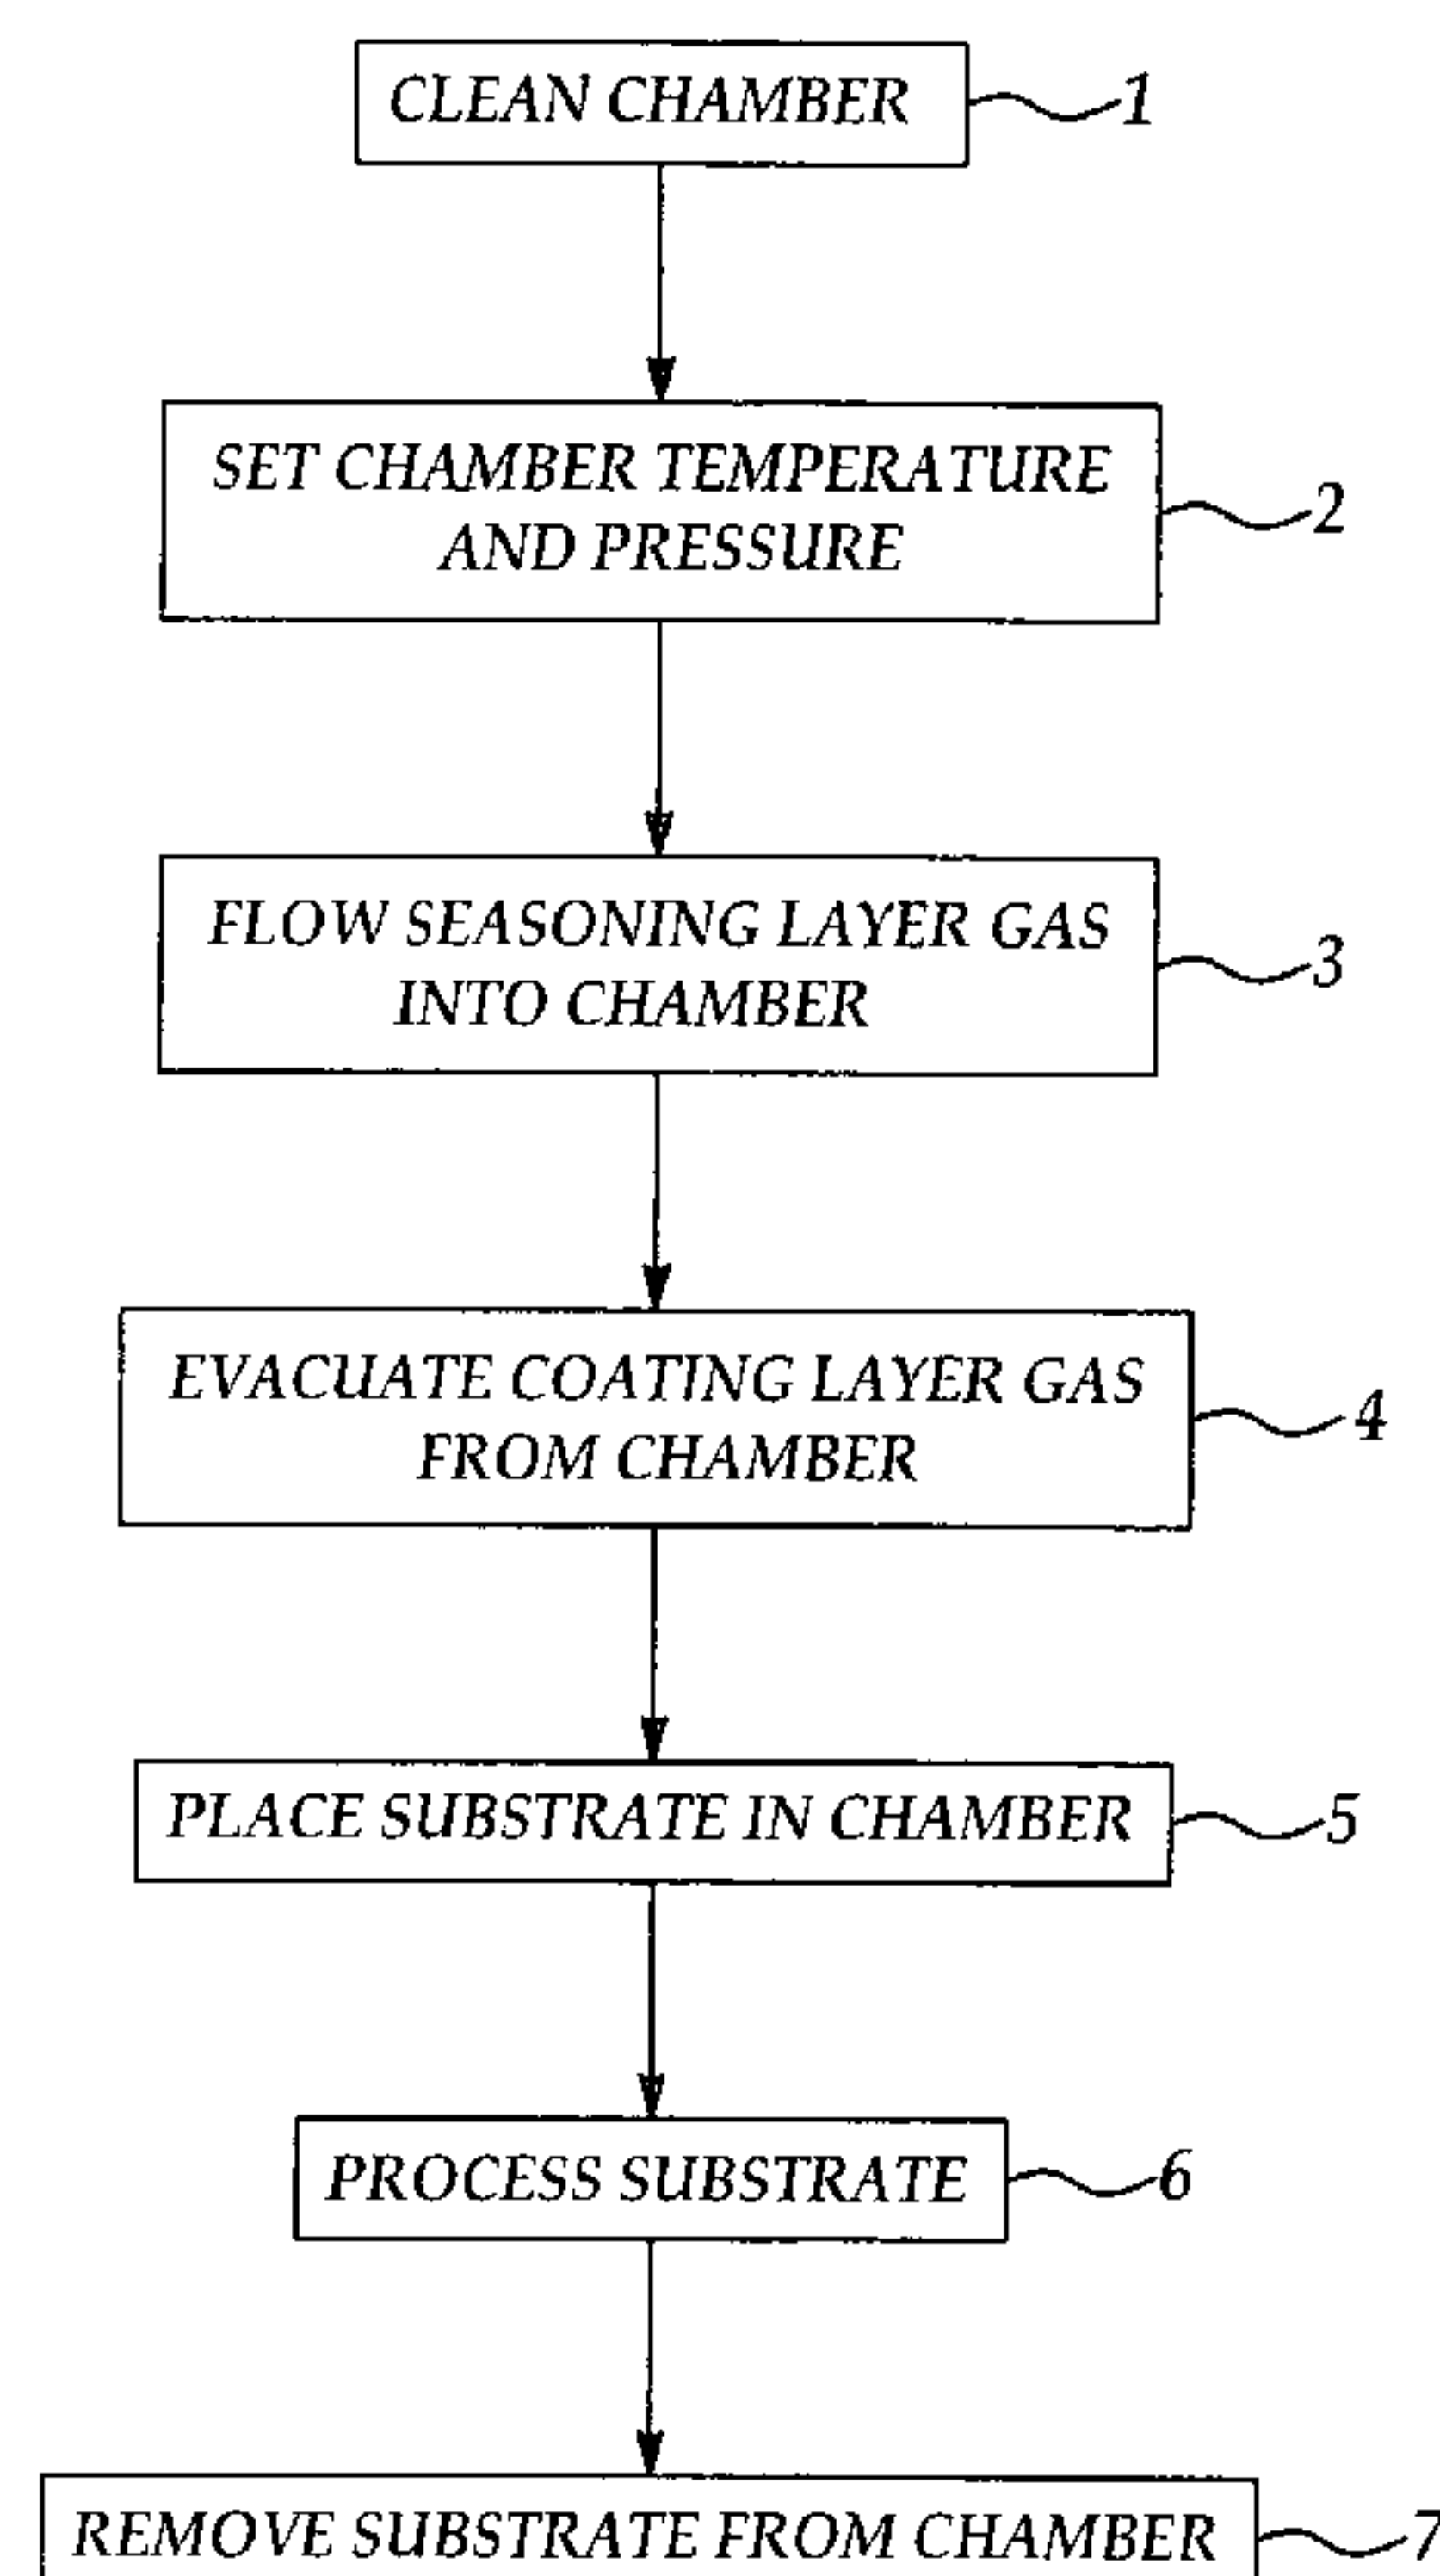 CLEAN CHAMBER
1
SET CHAMBER TEMPERATURE
AND PRESSURE
2
FLOW SEASONING LAYER GAS
INTO CHAMBER
3
EVACUATE COATING LAYER GAS
FROM CHAMBER
4
PLACE SUBSTRATE IN CHAMBER
5
PROCESS SUBSTRATE
6
REMOVE SUBSTRATE FROM CHAMBER
7